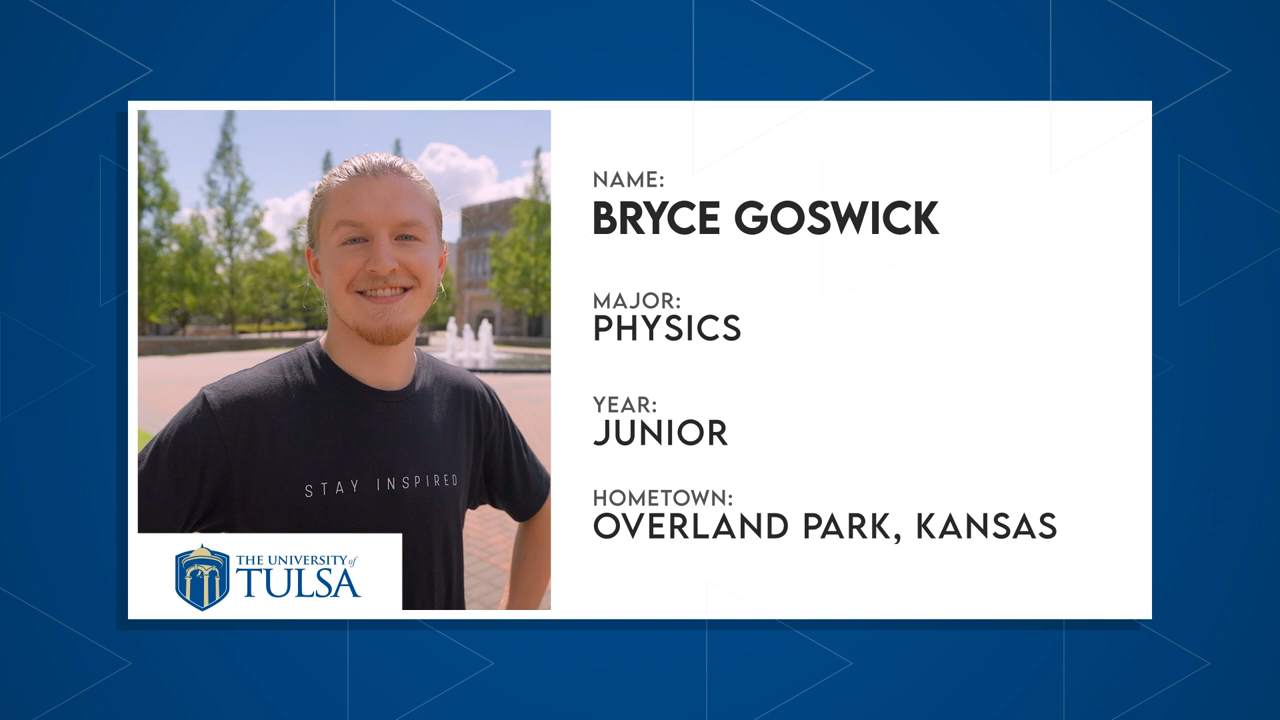 NAME:
BRYCE GOSWICK
MAJOR:
PHYSICS
YEAR:
JUNIOR
HOMETOWN:
OVERLAND PARK, KANSAS
STAY INSPIRED
THE UNIVERSITY of
TULSA